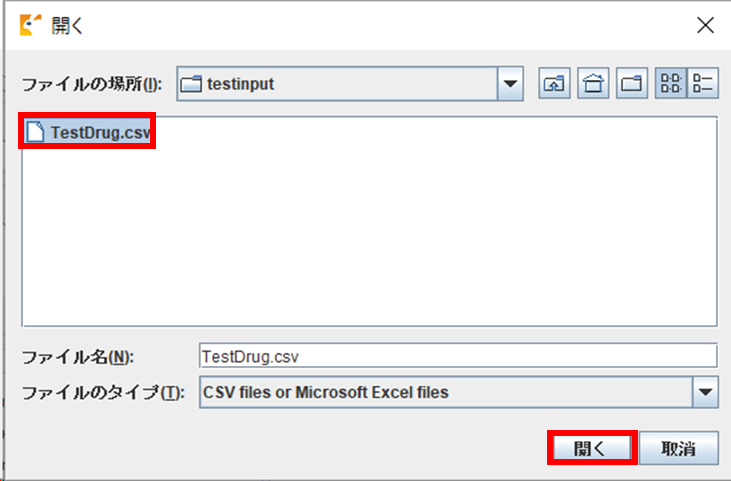 開く
ファイルの場所(I): testinput
TestDrug.csv
ファイル名(N): TestDrug.csv
ファイルのタイプ(T): CSV files or Microsoft Excel files
開く 取消